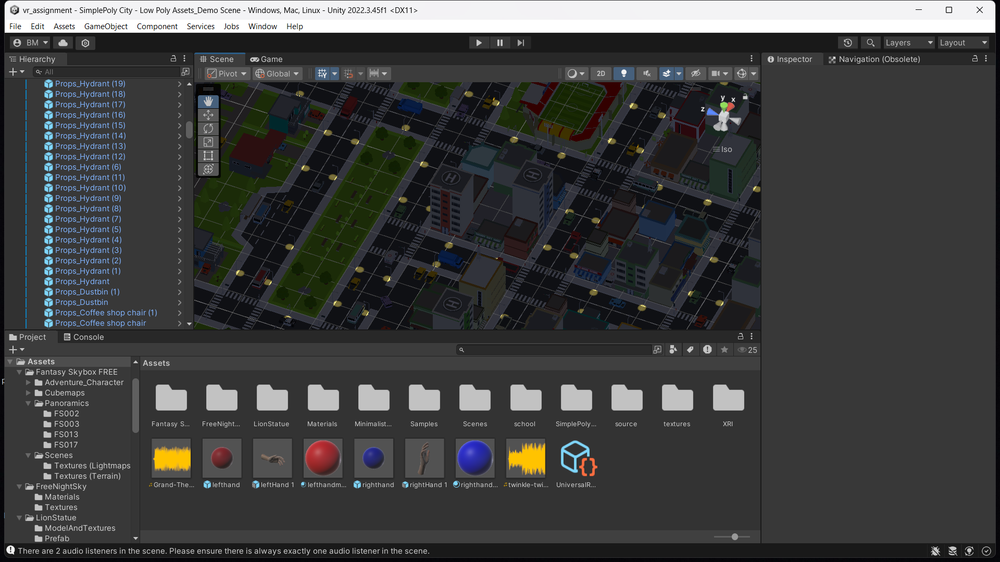 vr_assignment - SimplePoly City - Low Poly Assets_Demo Scene - Windows, Mac, Linux - Unity 2022.3.45f1 <DX11>
File Edit Assets GameObject Component Services Jobs Window Help
BM
Layers
Layout
Hierarchy
Scene
Game
Inspector
Navigation (Obsolete)
All
Pivot
Global
2D
Props_Hydrant (19)
Props_Hydrant (18)
Props_Hydrant (17)
Props_Hydrant (16)
Props_Hydrant (15)
Props_Hydrant (14)
Props_Hydrant (13)
Props_Hydrant (12)
Props_Hydrant (6)
Props_Hydrant (11)
Props_Hydrant (10)
Props_Hydrant (9)
Props_Hydrant (8)
Props_Hydrant (7)
Props_Hydrant (5)
Props_Hydrant (4)
Props_Hydrant (3)
Props_Hydrant (2)
Props_Hydrant (1)
Props_Hydrant
Props_Dustbin (1)
Props_Dustbin
Props_Coffee shop chair (1)
Props_Coffee shop chair
y
x
z
Iso
H
H
H
Project
Console
25
Assets
Fantasy Skybox FREE
Adventure_Character
Cubemaps
Panoramics
FS002
FS003
FS013
FS017
Scenes
Textures (Lightmaps
Textures (Terrain)
FreeNightSky
Materials
Textures
LionStatue
ModelAndTextures
Prefab
Assets
Fantasy S...
FreeNight...
LionStatue
Materials
Minimalist...
Samples
Scenes
school
SimplePoly...
source
textures
XRI
Grand-The...
lefthand
leftHand 1
lefthandm...
righthand
rightHand 1
righthand...
twinkle-twi...
UniversalR...
There are 2 audio listeners in the scene. Please ensure there is always exactly one audio listener in the scene.